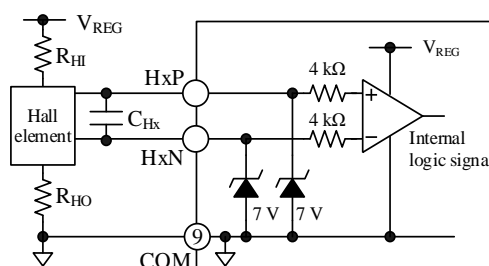 VREG
RHI
HxP
4 kΩ
VREG
Hall
element
CHx
+
4 kΩ
−
HxN
Internal
logic signa
RHO
7 V
7 V
9
COM